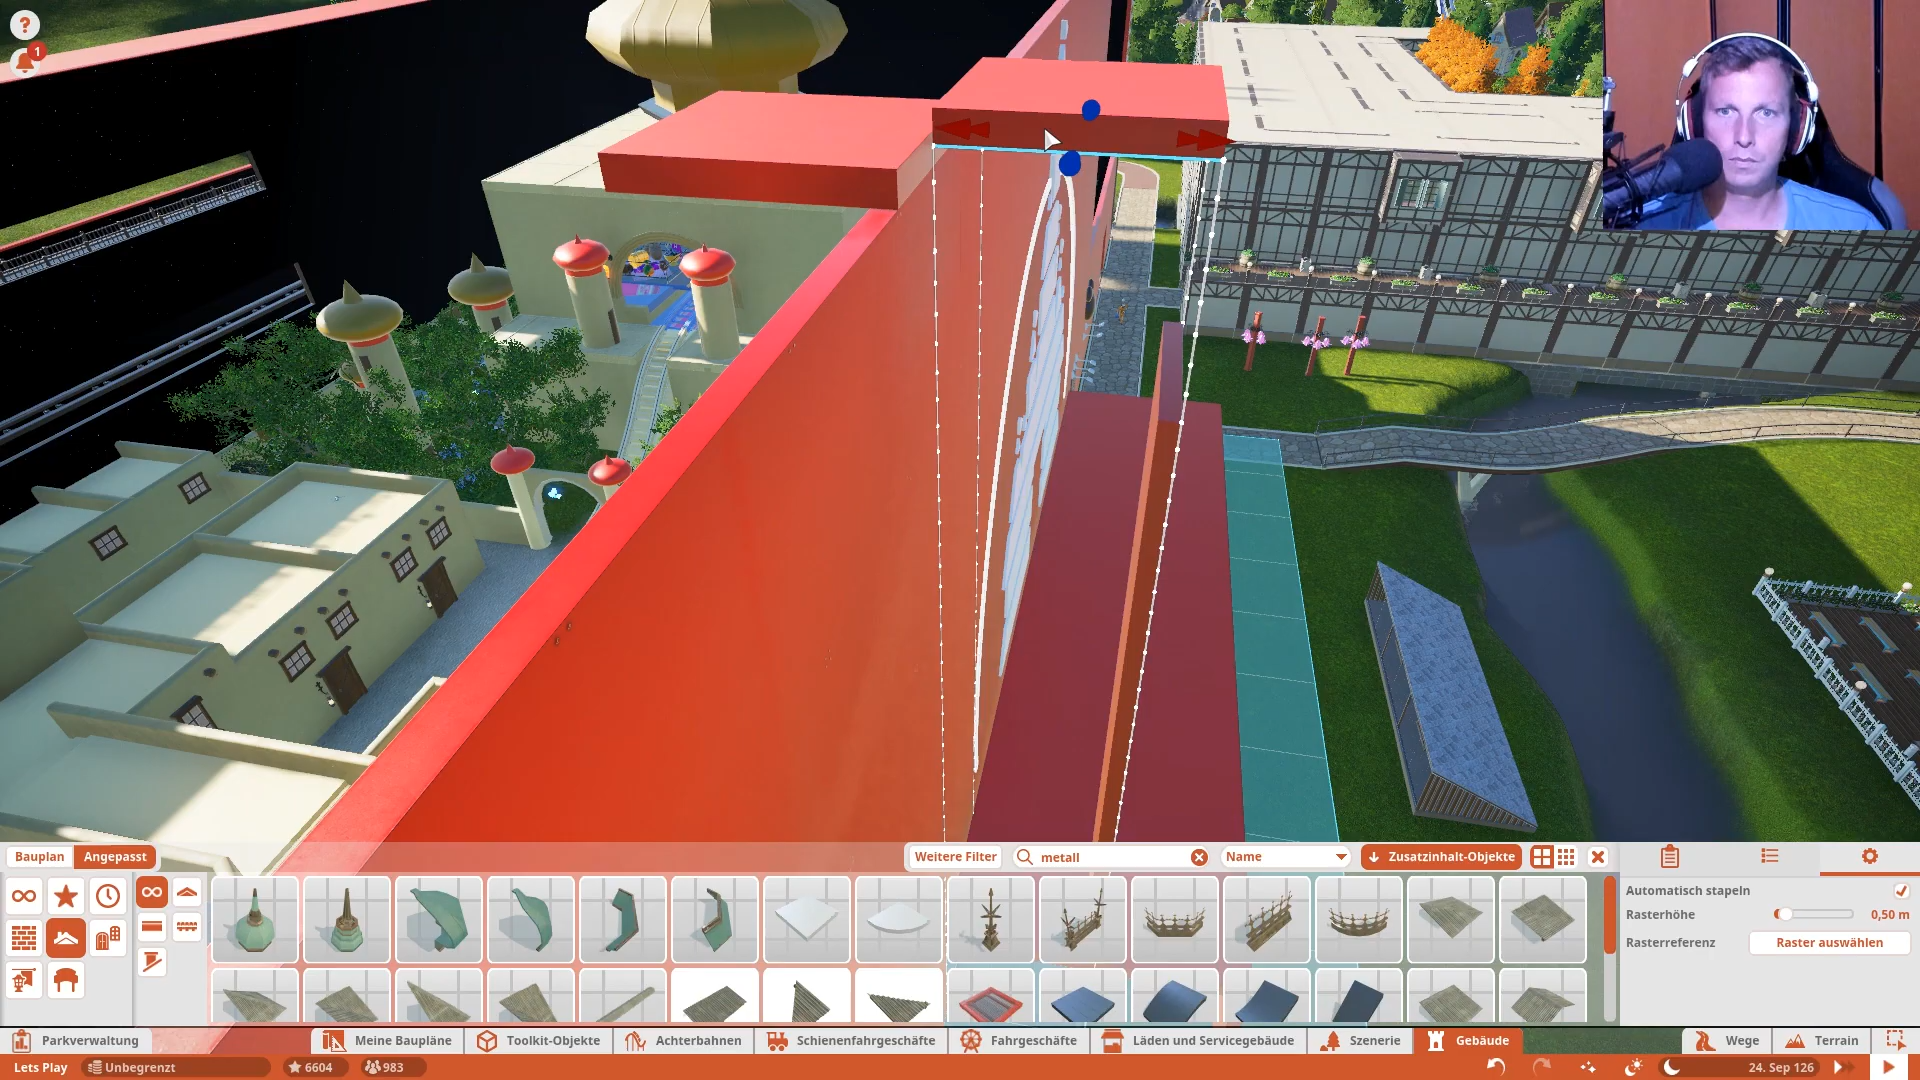 ?
1
Bauplan
Angepasst
Weitere Filter
metall
Name
Zusatzinhalt-Objekte
Automatisch stapeln
Rasterhöhe
0,50 m
Rasterreferenz
Raster auswählen
Parkverwaltung
Meine Baupläne
Toolkit-Objekte
Achterbahnen
Schienenfahrgeschäfte
Fahrgeschäfte
Läden und Servicegebäude
Szenerie
Gebäude
Wege
Terrain
Lets Play
Unbegrenzt
6604
983
24. Sep 126